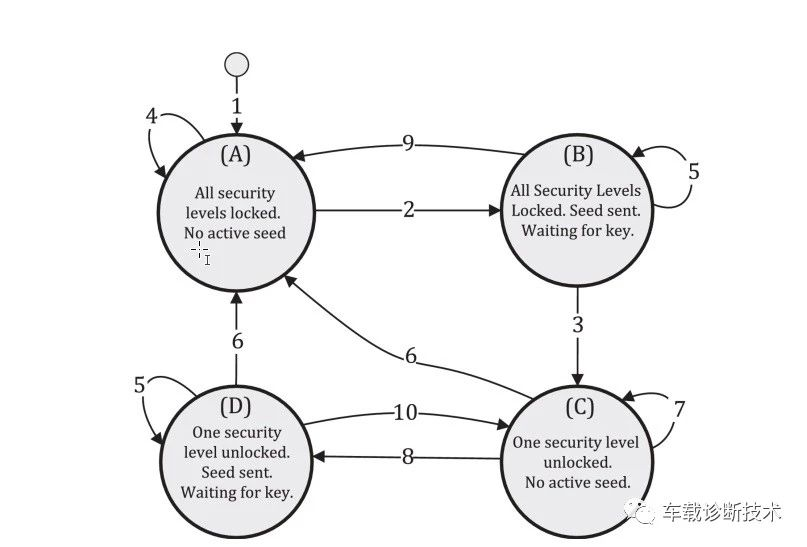 1
4
(A)
All security
levels locked.
No active seed
9
2
(B)
All Security Levels
Locked. Seed sent.
Waiting for key.
5
3
6
6
5
(D)
One security
level unlocked.
Seed sent.
Waiting for key.
10
8
(C)
One security level
unlocked.
No active seed.
7
车载诊断技术